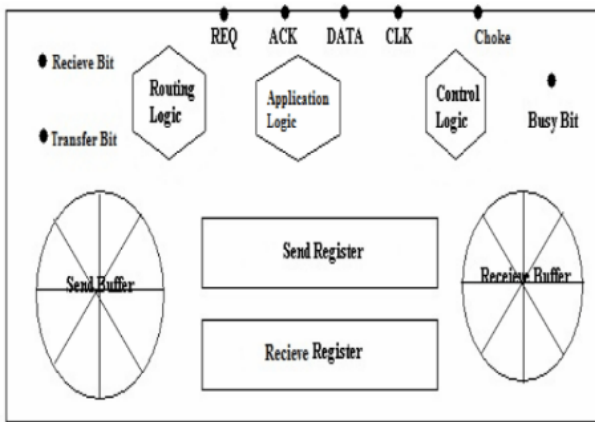 REQ ACK DATA CLK Choke
Recieve Bit
Routing
Logic
Application
Logic
Control
Logic
Busy Bit
Transfer Bit
Send Buffer
Send Register
Receieve Buffer
Recieve Register